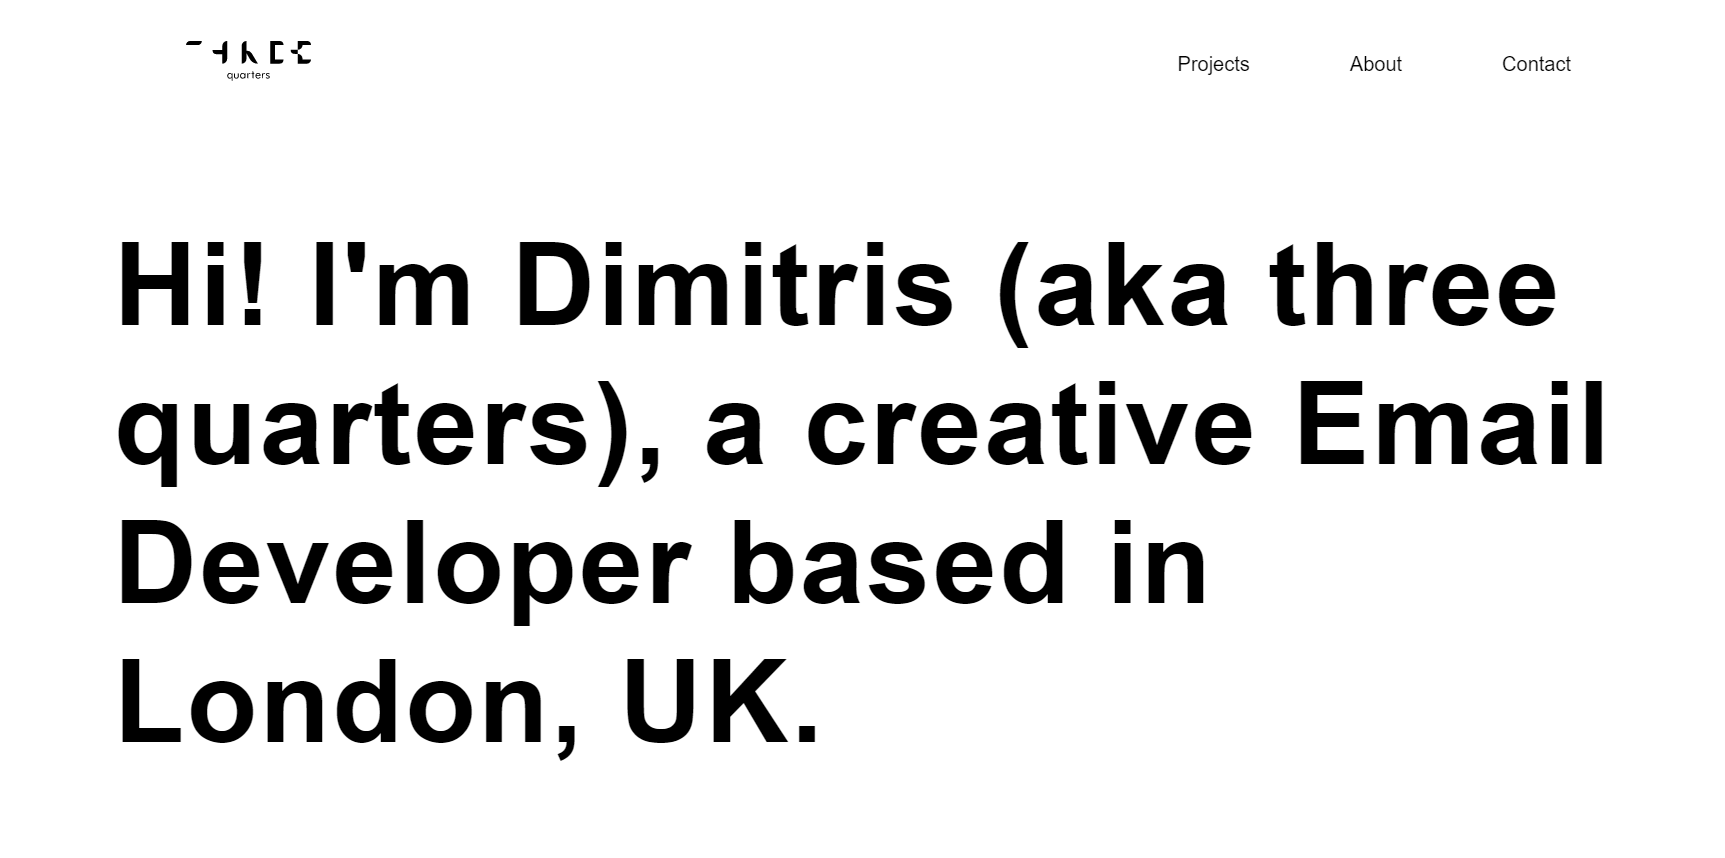 THREE
quarters
Projects
About
Contact
Hi! I'm Dimitris (aka three
quarters), a creative Email
Developer based in
London, UK.